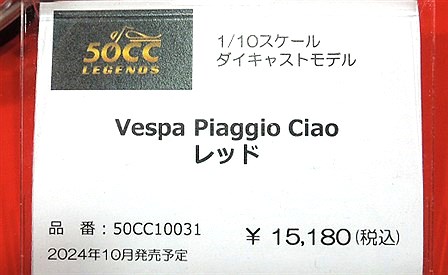 of
50CC
LEGENDS
1/10スケール
ダイキャストモデル
Vespa Piaggio Ciao
レッド
品 番：50CC10031
2024年10月発売予定
¥ 15,180(税込)